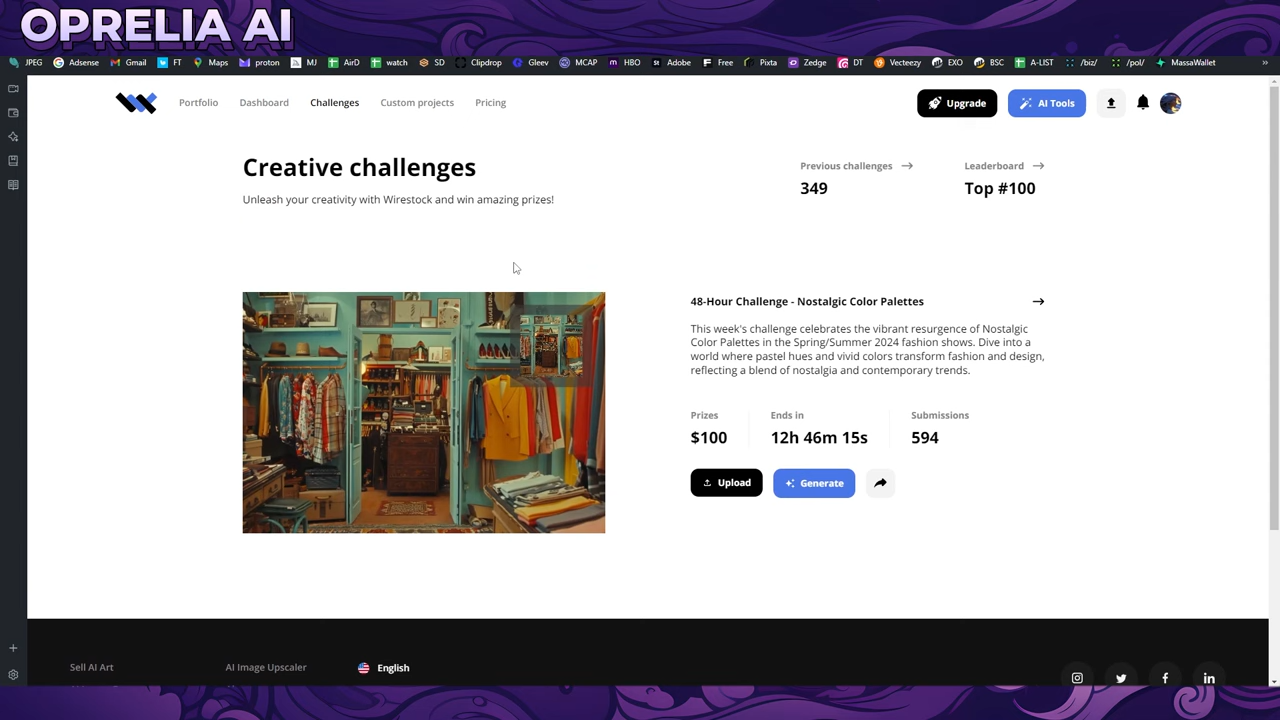 OPRELIA AI
JPEG Adsense Gmail FT Maps proton MJ AirD watch SD Clipdrop Gleev MCAP HBO Adobe Free Pixta Zedge DT Vecteezy EXO BSC A-LIST /biz/ /pol/ MassaWallet »
Portfolio Dashboard Challenges Custom projects Pricing Upgrade AI Tools
Creative challenges
Unleash your creativity with Wirestock and win amazing prizes!
Previous challenges → Leaderboard →
349 Top #100
48-Hour Challenge - Nostalgic Color Palettes →
This week's challenge celebrates the vibrant resurgence of Nostalgic
Color Palettes in the Spring/Summer 2024 fashion shows. Dive into a
world where pastel hues and vivid colors transform fashion and design,
reflecting a blend of nostalgia and contemporary trends.
Prizes Ends in Submissions
$100 12h 46m 15s 594
Upload Generate
Sell AI Art AI Image Upscaler English